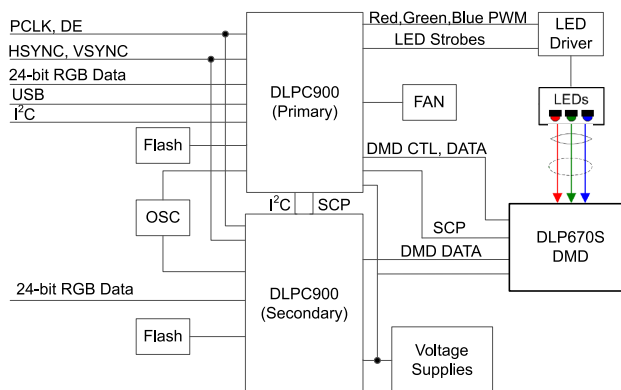 PCLK, DE
HSYNC, VSYNC
24-bit RGB Data
USB
I²C
Flash
OSC
24-bit RGB Data
Flash
DLPC900
(Primary)
I²C
SCP
DLPC900
(Secondary)
Red,Green,Blue PWM
LED Strobes
FAN
DMD CTL, DATA
SCP
DMD DATA
Voltage
Supplies
LED
Driver
LEDs
DLP670S
DMD